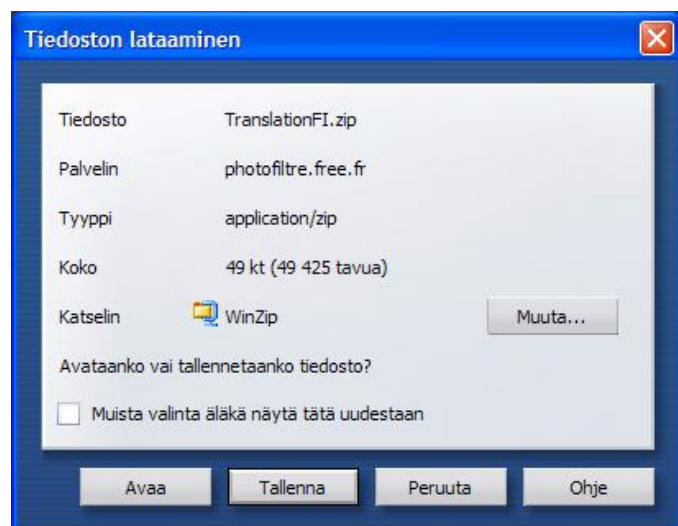 Tiedoston lataaminen
Tiedosto TranslationFI.zip
Palvelin photofiltre.free.fr
Tyyppi application/zip
Koko 49 kt (49 425 tavua)
Katselin WinZip Muuta...
Avataanko vai tallennetaanko tiedosto?
Muista valinta äläkä näytä tätä uudestaan
Avaa Tallenna Peruuta Ohje